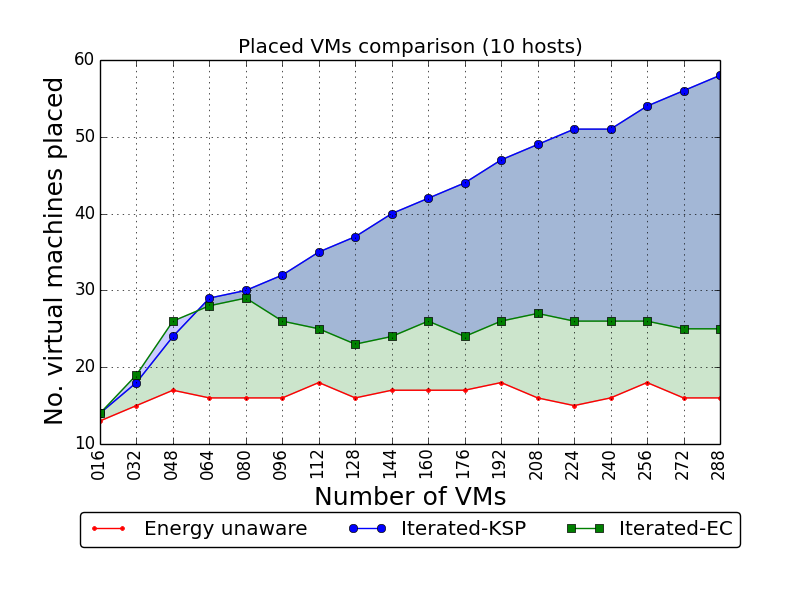 Placed VMs comparison (10 hosts)
No. virtual machines placed
60
50
40
30
20
10
016 032 048 064 080 096 112 128 144 160 176 192 208 224 240 256 272 288
Number of VMs
Energy unaware Iterated-KSP Iterated-EC